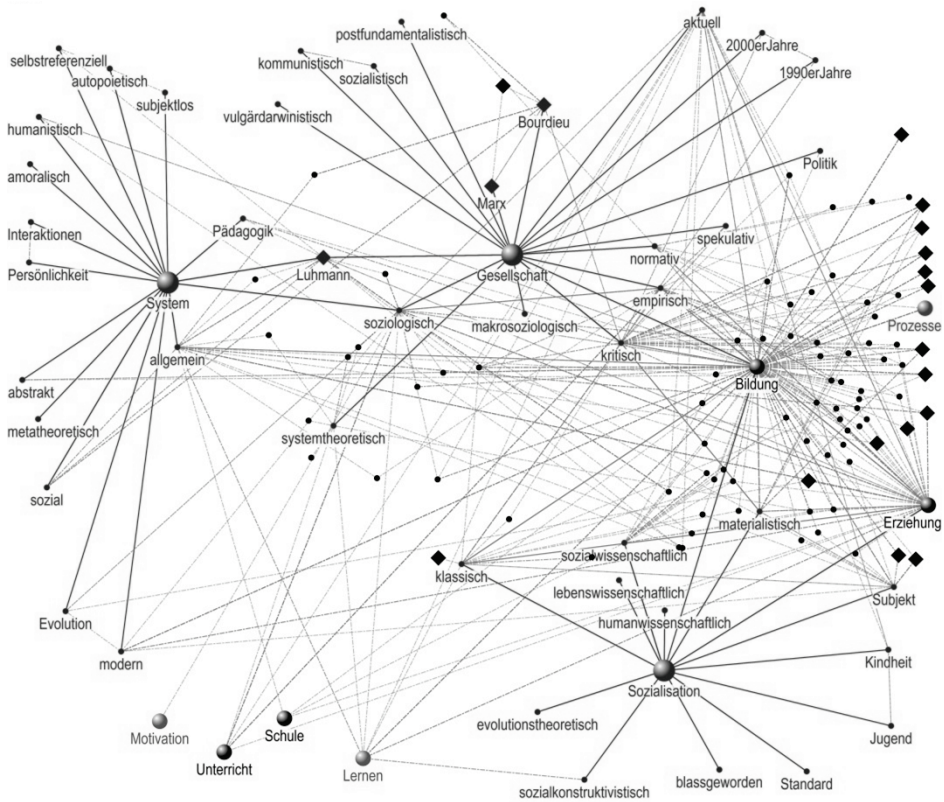 aktuell
postfundamentalistisch
2000erJahre
selbstreferenziell
kommunistisch
1990erJahre
autopoietisch
sozialistisch
subjektlos
vulgärdarwinistisch
Bourdieu
humanistisch
Politik
amoralisch
Marx
Interaktionen
Pädagogik
spekulativ
normativ
Persönlichkeit
Luhmann
Gesellschaft
System
empirisch
soziologisch
makrosoziologisch
Prozesse
allgemein
kritisch
Bildung
abstrakt
metatheoretisch
systemtheoretisch
sozial
materialistisch
Erziehung
sozialwissenschaftlich
klassisch
lebenswissenschaftlich
Subjekt
Evolution
humanwissenschaftlich
modern
Kindheit
Sozialisation
evolutionstheoretisch
Schule
Motivation
Jugend
Unterricht
Lernen
blassgeworden
Standard
sozialkonstruktivistisch